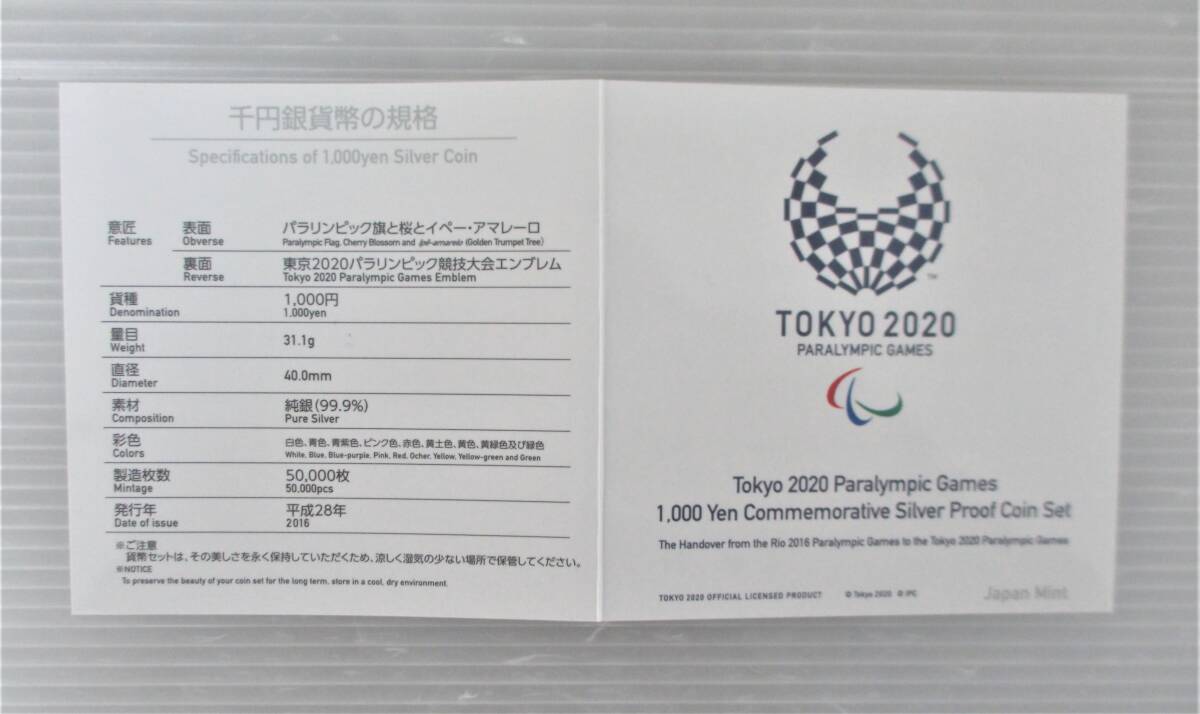 千円銀貨幣の規格
Specifications of 1,000yen Silver Coin
意匠 表面 パラリンピック旗と桜とイペー・アマレーロ
Features Obverse Paralympic Flag, Cherry Blossom and ipê-amarelo (Golden Trumpet Tree)
裏面 東京2020パラリンピック競技大会エンブレム
Reverse Tokyo 2020 Paralympic Games Emblem
貨種 1,000円
Denomination 1,000yen
量目
Weight 31.1g
直径
Diameter 40.0mm
素材 純銀(99.9%)
Composition Pure Silver
彩色 白色、青色、青紫色、ピンク色、赤色、黄土色、黄色、黄緑色及び緑色
Colors White, Blue, Blue-purple, Pink, Red, Ocher, Yellow, Yellow-green and Green
製造枚数 50,000枚
Mintage 50,000pcs
発行年 平成28年
Date of issue 2016
※ご注意
貨幣セットは、その美しさを永く保持していただくため、涼しく湿気の少ない場所で保管してください。
※NOTICE
To preserve the beauty of your coin set for the long term, store in a cool, dry environment.
TM
TOKYO 2020
PARALYMPIC GAMES
Tokyo 2020 Paralympic Games
1,000 Yen Commemorative Silver Proof Coin Set
The Handover from the Rio 2016 Paralympic Games to the Tokyo 2020 Paralympic Games
TOKYO 2020 OFFICIAL LICENSED PRODUCT © Tokyo 2020 © IPC
Japan Mint